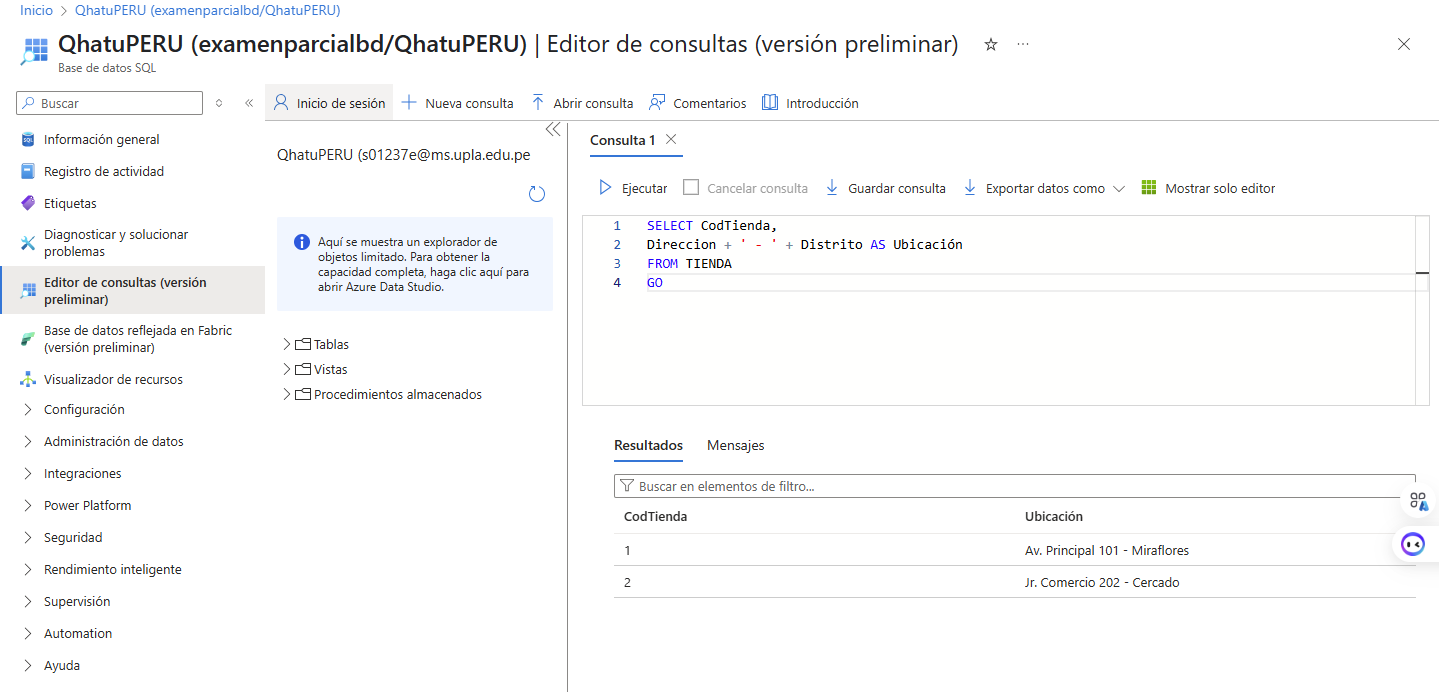 Inicio > QhatuPERU (examenparcialbd/QhatuPERU)
QhatuPERU (examenparcialbd/QhatuPERU) | Editor de consultas (versión preliminar)
Base de datos SQL
Buscar
Información general
Registro de actividad
Etiquetas
Diagnosticar y solucionar
problemas
Editor de consultas (versión
preliminar)
Base de datos reflejada en Fabric
(versión preliminar)
Visualizador de recursos
Configuración
Administración de datos
Integraciones
Power Platform
Seguridad
Rendimiento inteligente
Supervisión
Automation
Ayuda
Inicio de sesión
Nueva consulta
Abrir consulta
Comentarios
Introducción
QhatuPERU (s01237e@ms.upla.edu.pe
Aquí se muestra un explorador de
objetos limitado. Para obtener la
capacidad completa, haga clic aquí para
abrir Azure Data Studio.
Tablas
Vistas
Procedimientos almacenados
Consulta 1
Ejecutar
Cancelar consulta
Guardar consulta
Exportar datos como
Mostrar solo editor
1 SELECT CodTienda,
2 Direccion + ' - ' + Distrito AS Ubicación
3 FROM TIENDA
4 GO
Resultados
Mensajes
Buscar en elementos de filtro...
CodTienda Ubicación
1 Av. Principal 101 - Miraflores
2 Jr. Comercio 202 - Cercado